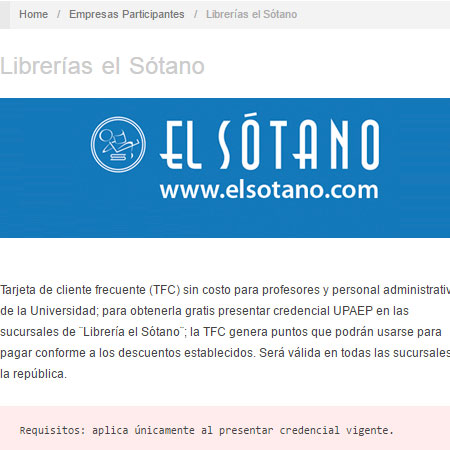 Home / Empresas Participantes / Librerías el Sótano
Librerías el Sótano
EL SÓTANO
www.elsotano.com
Tarjeta de cliente frecuente (TFC) sin costo para profesores y personal administrativ
de la Universidad; para obtenerla gratis presentar credencial UPAEP en las
sucursales de ¨Librería el Sótano¨; la TFC genera puntos que podrán usarse para
pagar conforme a los descuentos establecidos. Será válida en todas las sucursales
la república.
Requisitos: aplica únicamente al presentar credencial vigente.